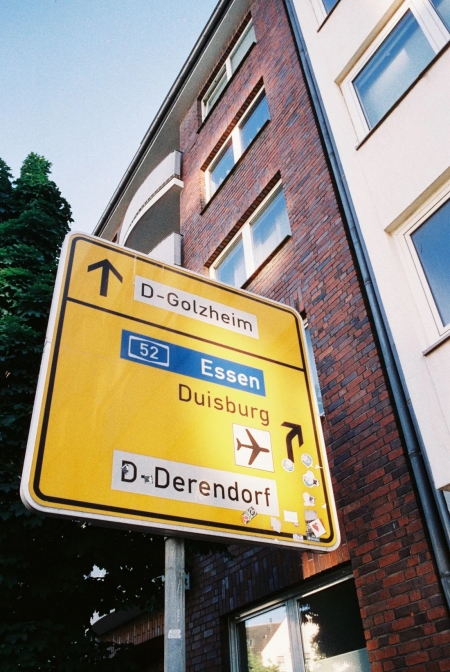 D-Golzheim
52 Essen
Duisburg
D-Derendorf